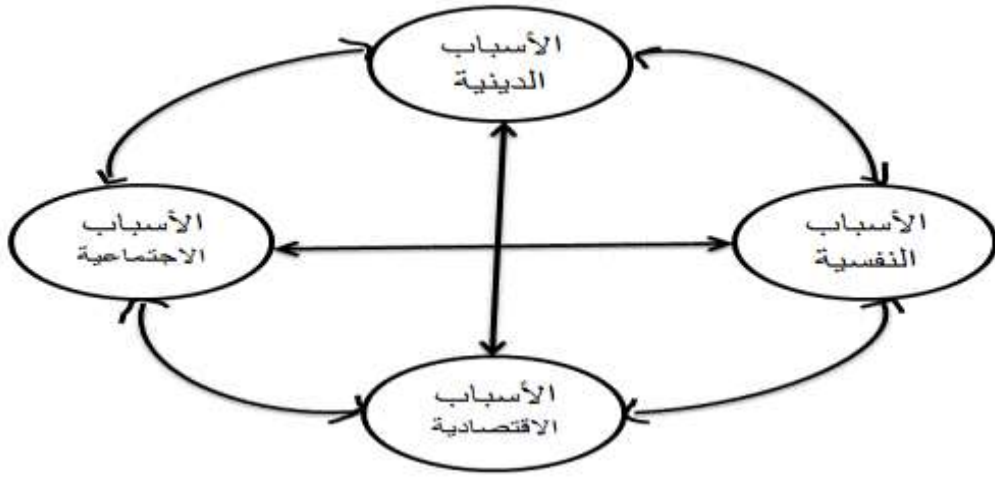 الأسباب
الدينية
الأسباب
النفسية
الأسباب
الاجتماعية
الأسباب
الاقتصادية